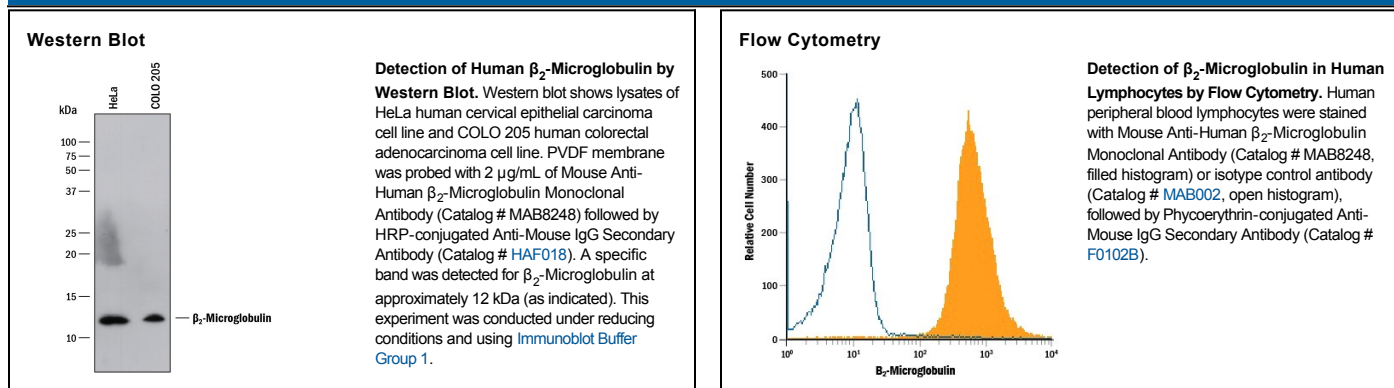 Western Blot
HeLa
COLO 205
kDa
100
75
50
37
25
20
15
10
β2-Microglobulin
Detection of Human β2-Microglobulin by
Western Blot. Western blot shows lysates of
HeLa human cervical epithelial carcinoma
cell line and COLO 205 human colorectal
adenocarcinoma cell line. PVDF membrane
was probed with 2 μg/mL of Mouse Anti-
Human β2-Microglobulin Monoclonal
Antibody (Catalog # MAB8248) followed by
HRP-conjugated Anti-Mouse IgG Secondary
Antibody (Catalog # HAF018). A specific
band was detected for β2-Microglobulin at
approximately 12 kDa (as indicated). This
experiment was conducted under reducing
conditions and using Immunoblot Buffer
Group 1.
Flow Cytometry
Relative Cell Number
500
400
300
200
100
0
10⁰ 10¹ 10² 10³ 10⁴
B2-Microglobulin
Detection of β2-Microglobulin in Human
Lymphocytes by Flow Cytometry. Human
peripheral blood lymphocytes were stained
with Mouse Anti-Human β2-Microglobulin
Monoclonal Antibody (Catalog # MAB8248,
filled histogram) or isotype control antibody
(Catalog # MAB002, open histogram),
followed by Phycoerythrin-conjugated Anti-
Mouse IgG Secondary Antibody (Catalog #
F0102B).